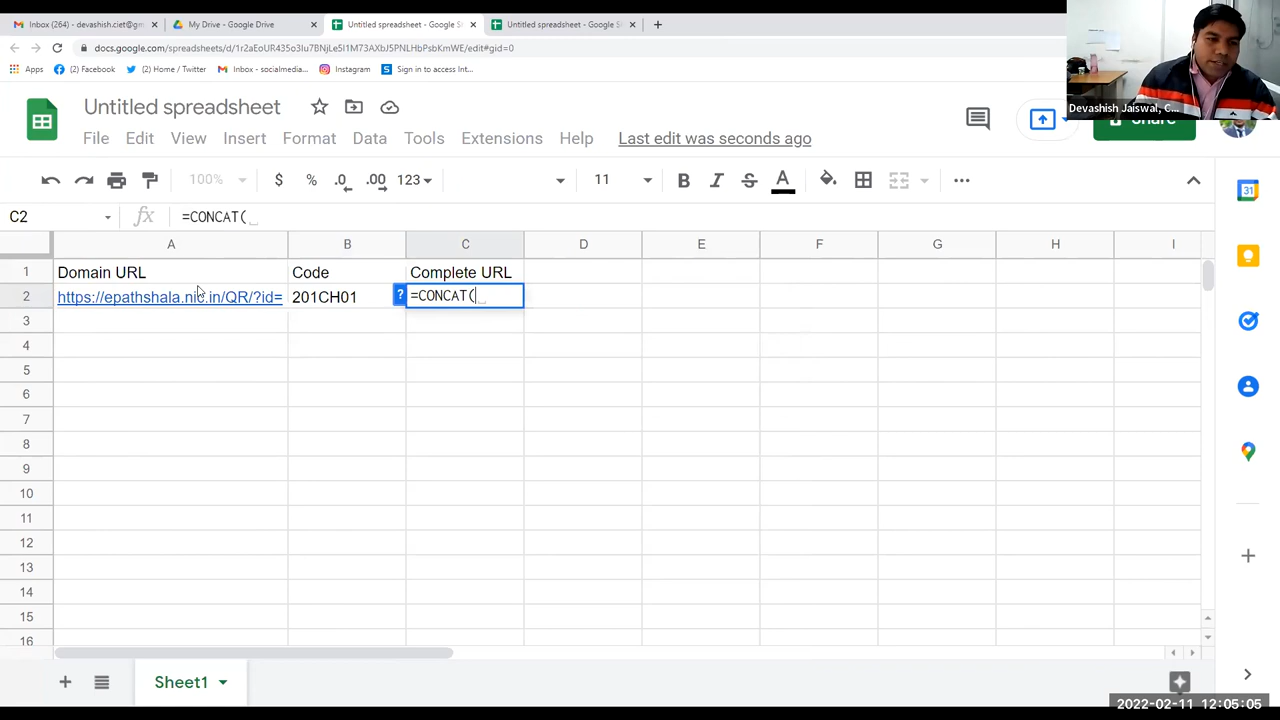 Inbox (264) - devashish.ciet@gm
My Drive - Google Drive
Untitled spreadsheet - Google S
Untitled spreadsheet - Google Sh
docs.google.com/spreadsheets/d/
/edit#gid=0
Apps
(2) Facebook
(2) Home / Twitter
Inbox - socialmedia...
Instagram
Sign in to access Int...
Devashish Jaiswal, C...
Untitled spreadsheet
File Edit View Insert Format Data Tools Extensions Help Last edit was seconds ago
Share
100% $ % .0 .00 123 11 B I S A
C2 fx =CONCAT(
A B C D E F G H I
1 Domain URL Code Complete URL
2 https://epathshala.nic.in/QR/?id= 201CH01 ? =CONCAT(
3
4
5
6
7
8
9
10
11
12
13
14
15
16
31
Sheet1
2022-02-11 12:05:05